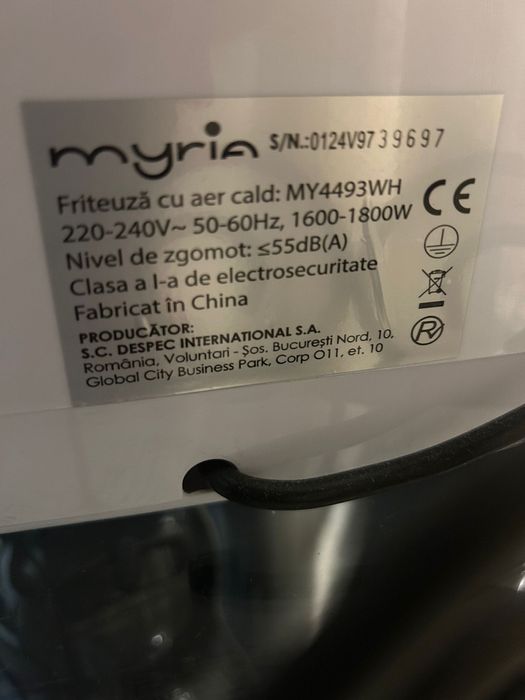 myria S/N.:0124V9739697
Friteuză cu aer cald: MY4493WH
220-240V~ 50-60Hz, 1600-1800W
CE
Nivel de zgomot: ≤55dB(A)
Clasa a I-a de electrosecuritate
Fabricat în China
PRODUCĂTOR:
S.C. DESPEC INTERNATIONAL S.A.
România, Voluntari - Șos. București Nord, 10,
Global City Business Park, Corp O11, et. 10